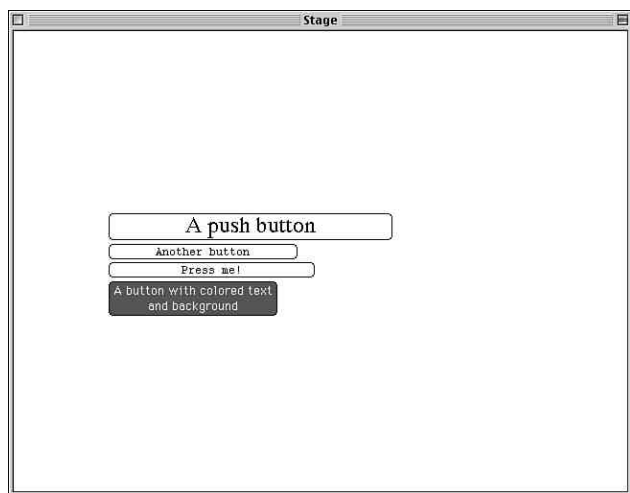 Stage
A push button
Another button
Press me!
A button with colored text
and background